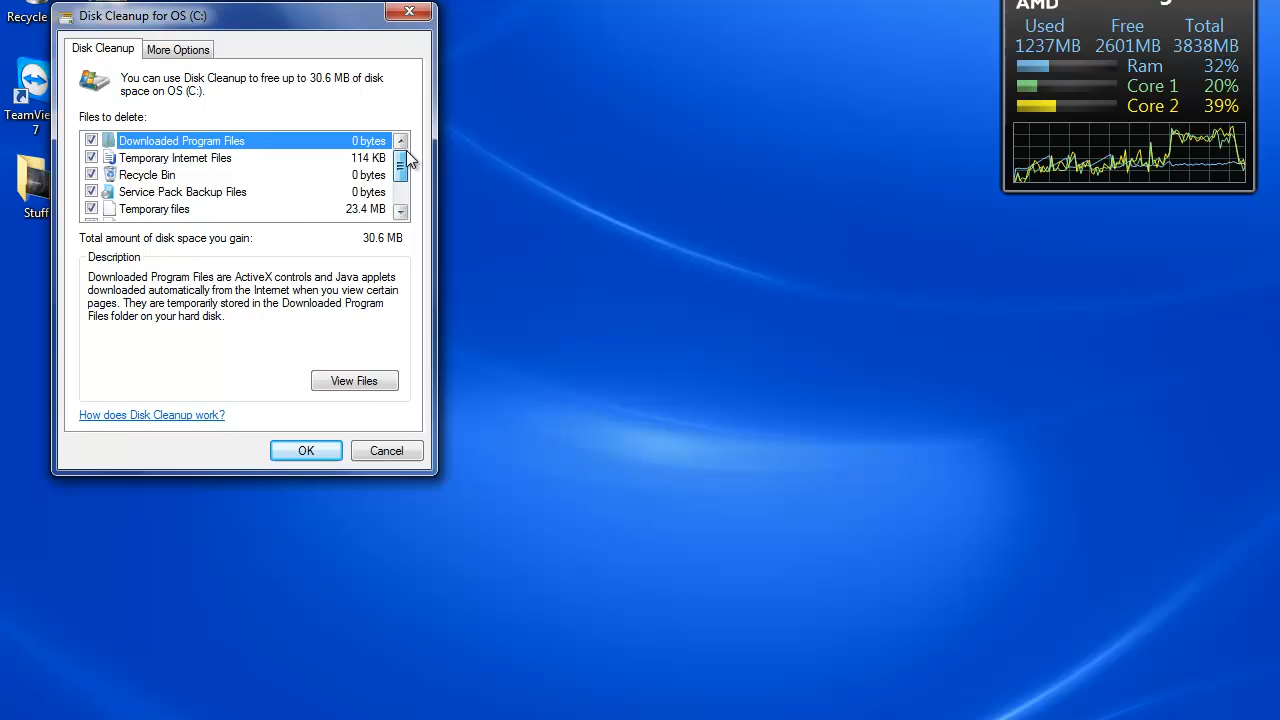 Recycle
TeamVie
7
Stuff
Disk Cleanup for OS (C:)
Disk Cleanup
More Options
You can use Disk Cleanup to free up to 30.6 MB of disk
space on OS (C:).
Files to delete:
Downloaded Program Files 0 bytes
Temporary Internet Files 114 KB
Recycle Bin 0 bytes
Service Pack Backup Files 0 bytes
Temporary files 23.4 MB
Total amount of disk space you gain: 30.6 MB
Description
Downloaded Program Files are ActiveX controls and Java applets
downloaded automatically from the Internet when you view certain
pages. They are temporarily stored in the Downloaded Program
Files folder on your hard disk.
View Files
How does Disk Cleanup work?
OK
Cancel
AMD
Used Free Total
1237MB 2601MB 3838MB
Ram 32%
Core 1 20%
Core 2 39%